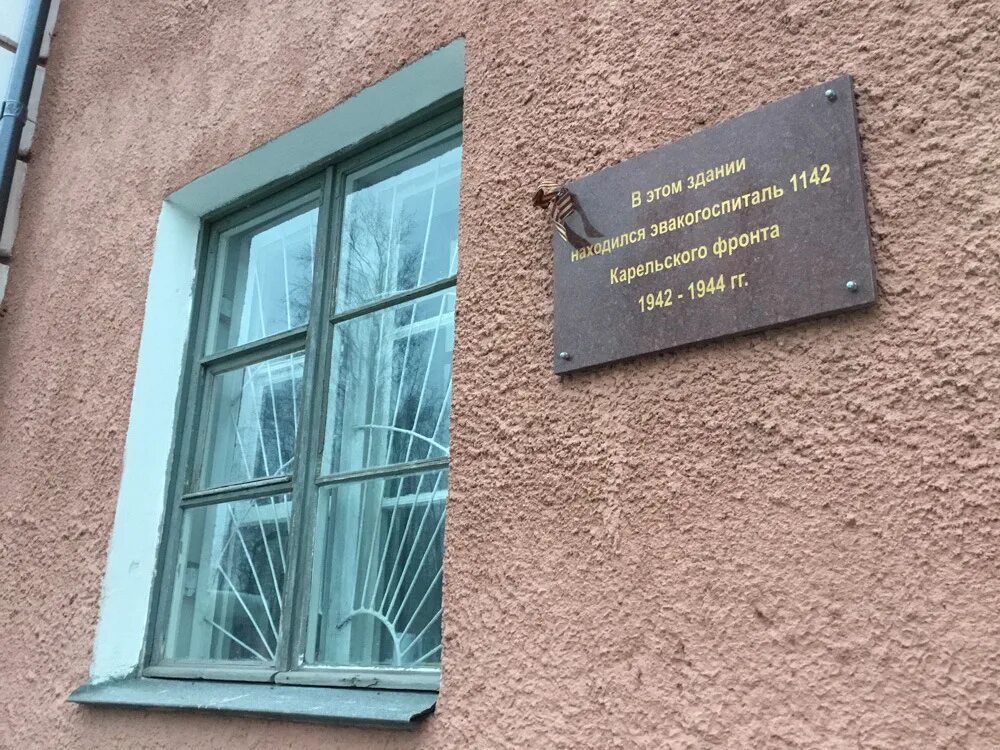 В этом здании
находился эвакогоспиталь 1142
Карельского фронта
1942 - 1944 гг.